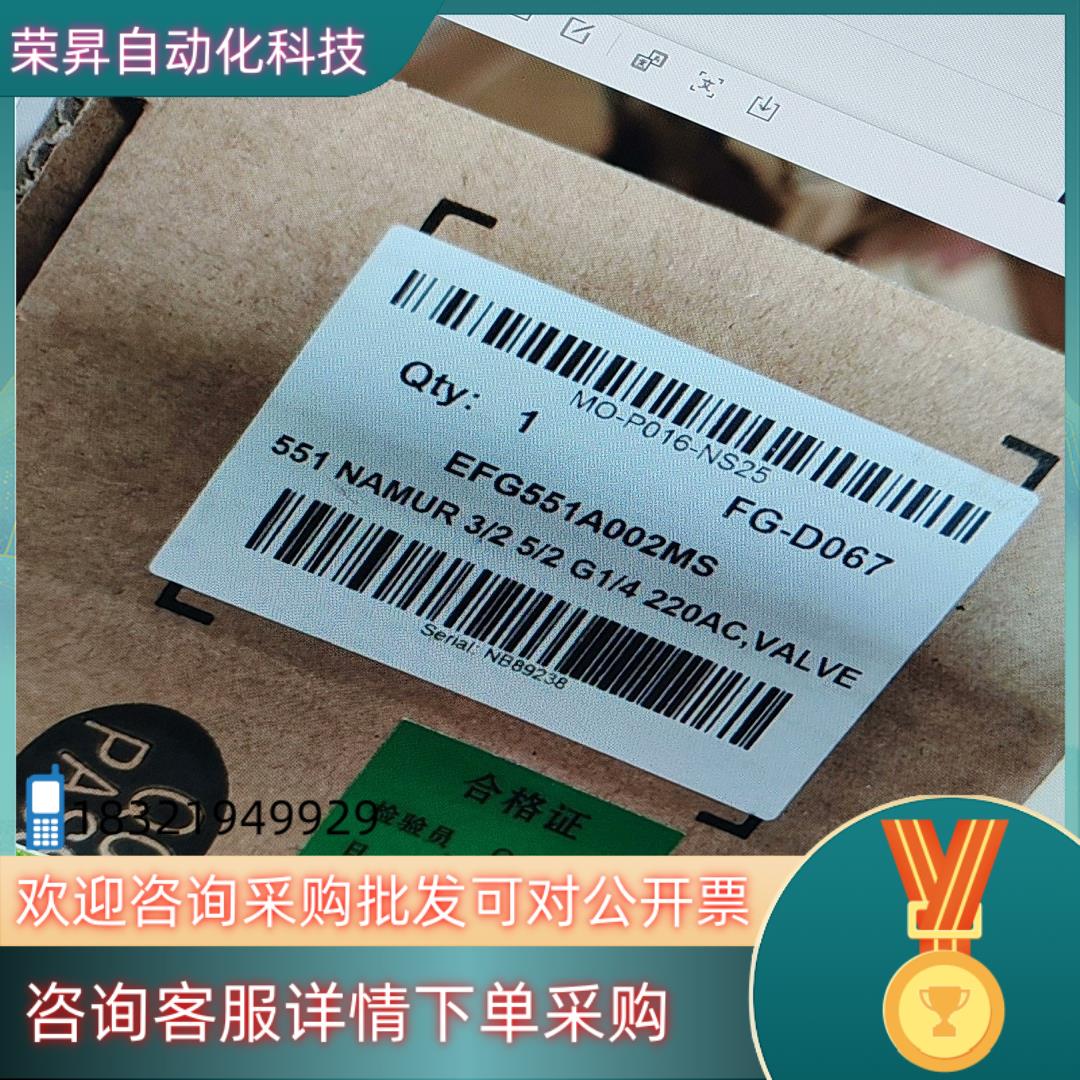 荣昇自动化科技
MO-P016-NS25
Qty: 1
FG-D067
EFG551A002MS
551 NAMUR 3/2 5/2 G1/4 220AC,VALVE
Serial: NB89238
合格证
检验员
18321949929
欢迎咨询采购批发可对公开票
咨询客服详情下单采购